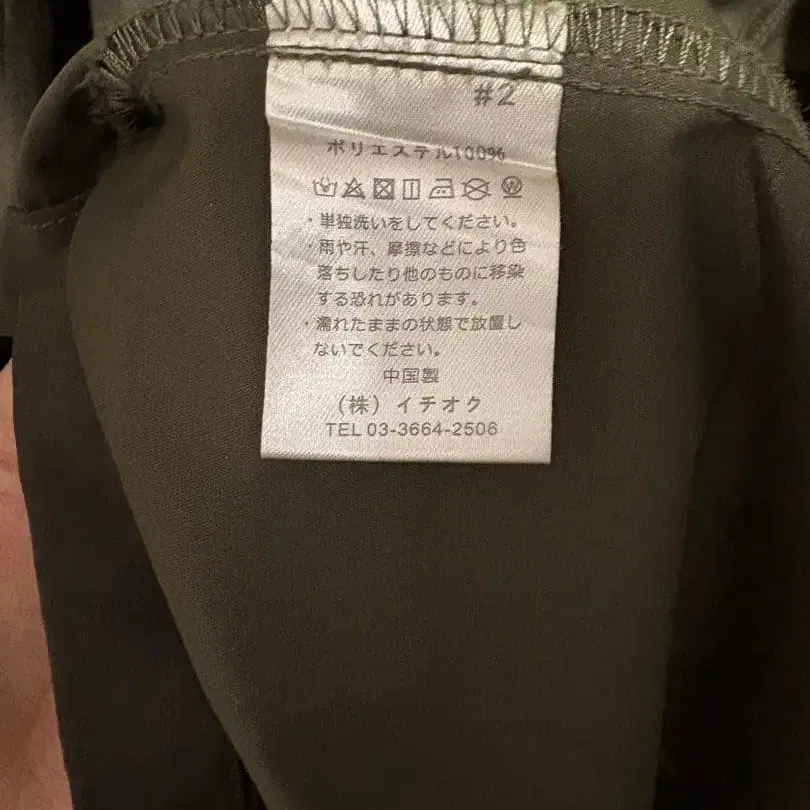 #2
ポリエステル100%
・単独洗いをしてください。
・雨や汗、摩擦などにより色
落ちしたり他のものに移染
する恐れがあります。
・濡れたままの状態で放置し
ないでください。
中国製
(株)イチオク
TEL 03-3664-2506